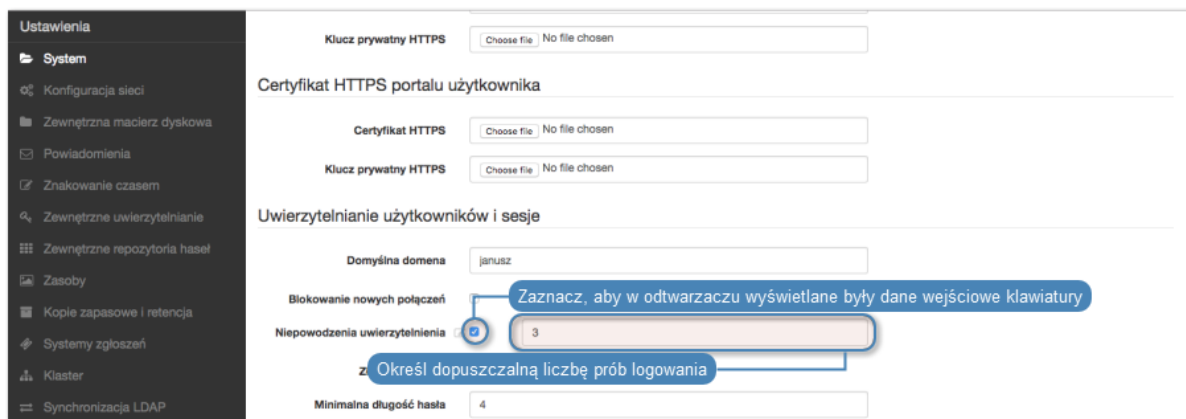 Ustawienia
System
Konfiguracja sieci
Zewnętrzna macierz dyskowa
Powiadomienia
Znakowanie czasem
Zewnętrzne uwierzytelnianie
Zewnętrzne repozytoria haseł
Zasoby
Kopie zapasowe i retencja
Systemy zgłoszeń
Klaster
Synchronizacja LDAP
Klucz prywatny HTTPS Choose file No file chosen
Certyfikat HTTPS portalu użytkownika
Certyfikat HTTPS Choose file No file chosen
Klucz prywatny HTTPS Choose file No file chosen
Uwierzytelnianie użytkowników i sesje
Domyślna domena janusz
Blokowanie nowych połączeń
Zaznacz, aby w odtwarzaczu wyświetlane były dane wejściowe klawiatury
Niepowodzenia uwierzytelnienia 3
Określ dopuszczalną liczbę prób logowania
Minimalna długość hasła 4